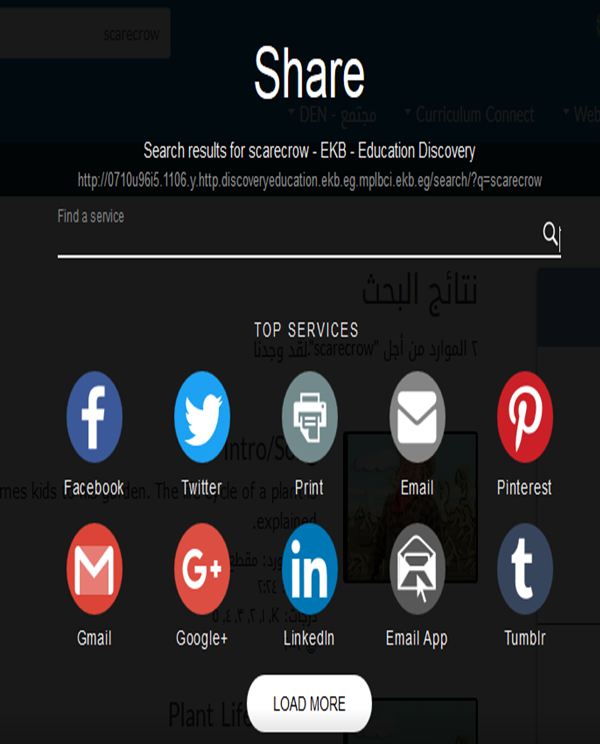 scarecrow
Share
مجتمع - DEN
Curriculum Connect
Web
Search results for scarecrow - EKB - Education Discovery
http://0710u96i5.1106.y.http.discoveryeducation.ekb.eg.mplbci.ekb.eg/search/?q=scarecrow
Find a service
نتائج البحث
TOP SERVICES
لقد وجدنا ٢ الموارد من أجل "scarecrow".
Facebook
Twitter
Print
Email
Pinterest
explained.
Gmail
Google+
LinkedIn
Email App
Tumblr
LOAD MORE
Plant Life